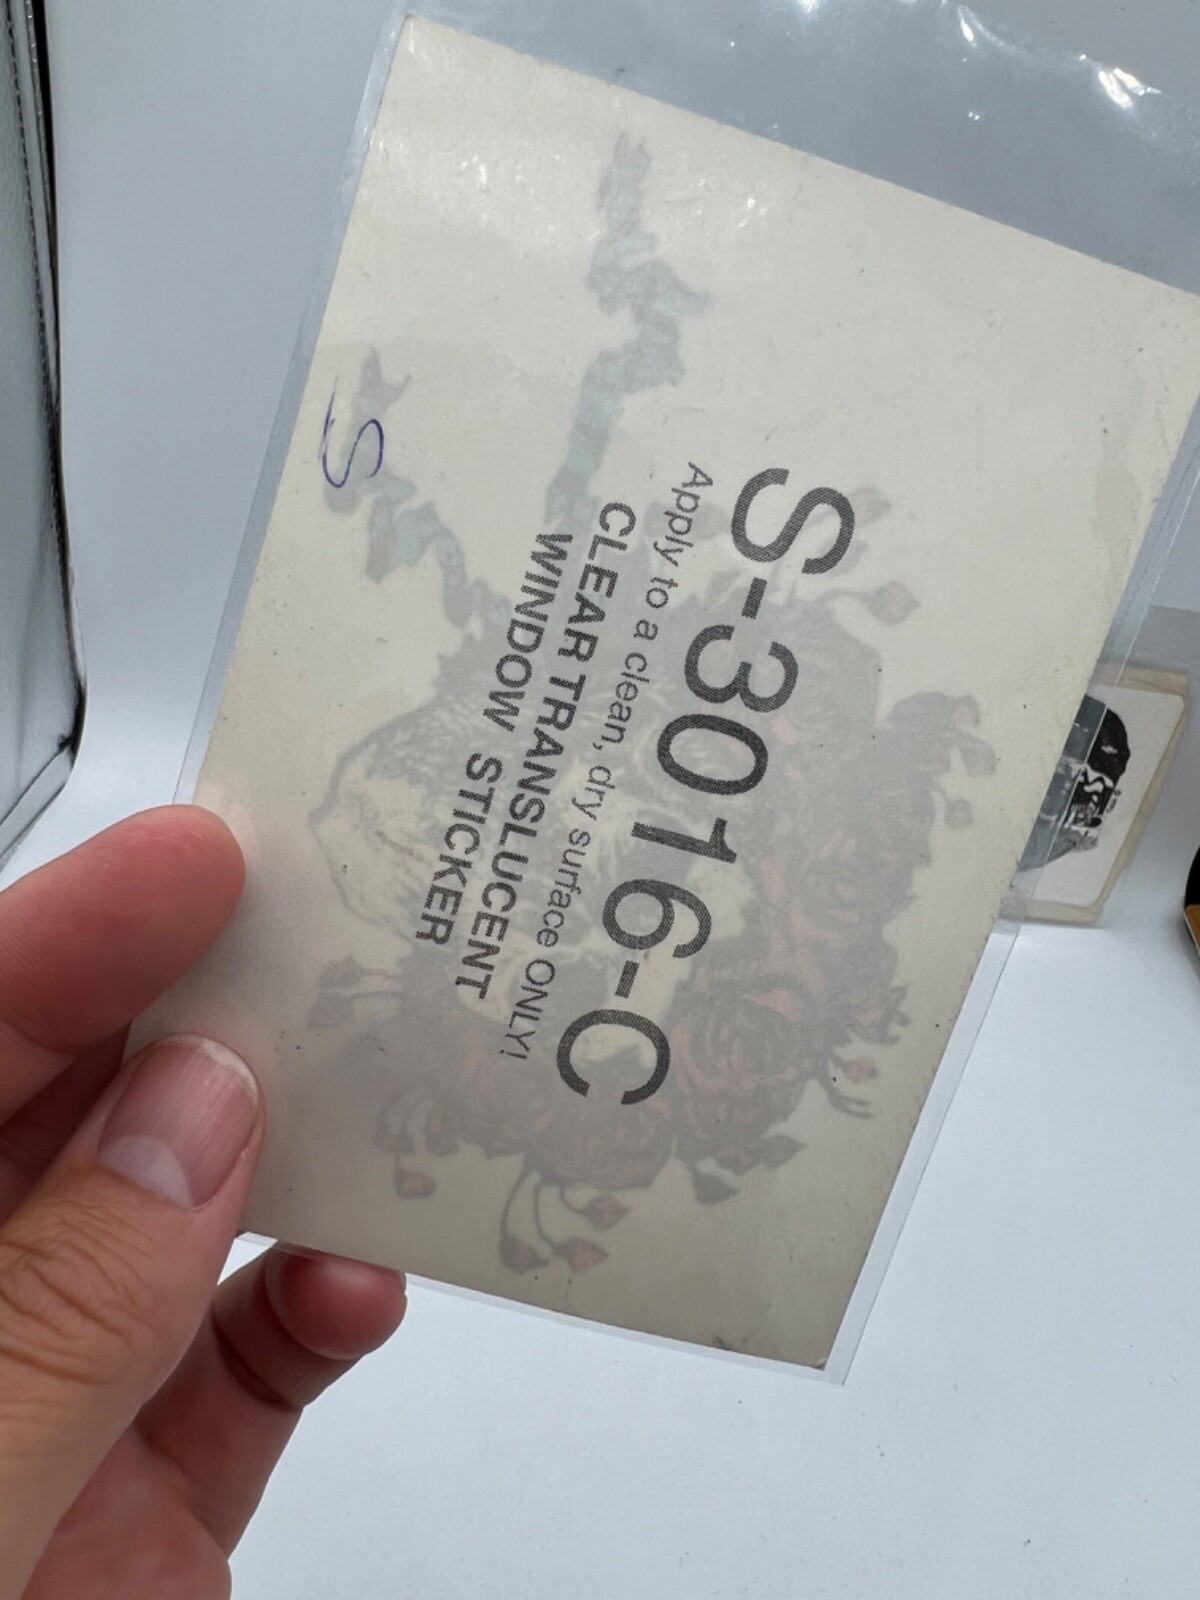 S-3016-C
Apply to a clean, dry surface ONLY!
CLEAR TRANSLUCENT
WINDOW STICKER
S